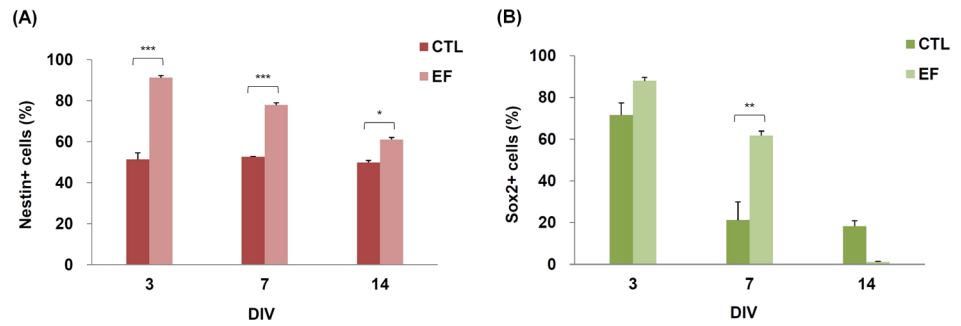 (A)
CTL
EF
***
***
*
100
80
60
40
20
0
Nestin+ cells (%)
3 7 14
DIV
(B)
CTL
EF
**
100
80
60
40
20
0
Sox2+ cells (%)
3 7 14
DIV